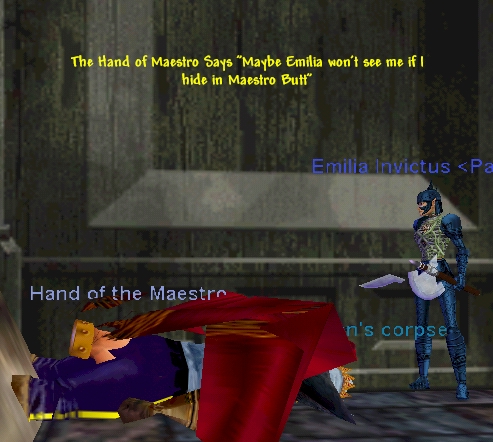 The Hand of Maestro Says "Maybe Emilia won't see me if I
hide in Maestro Butt"
Emilia Invictus <Pa
Hand of the Maestro
n's corpse